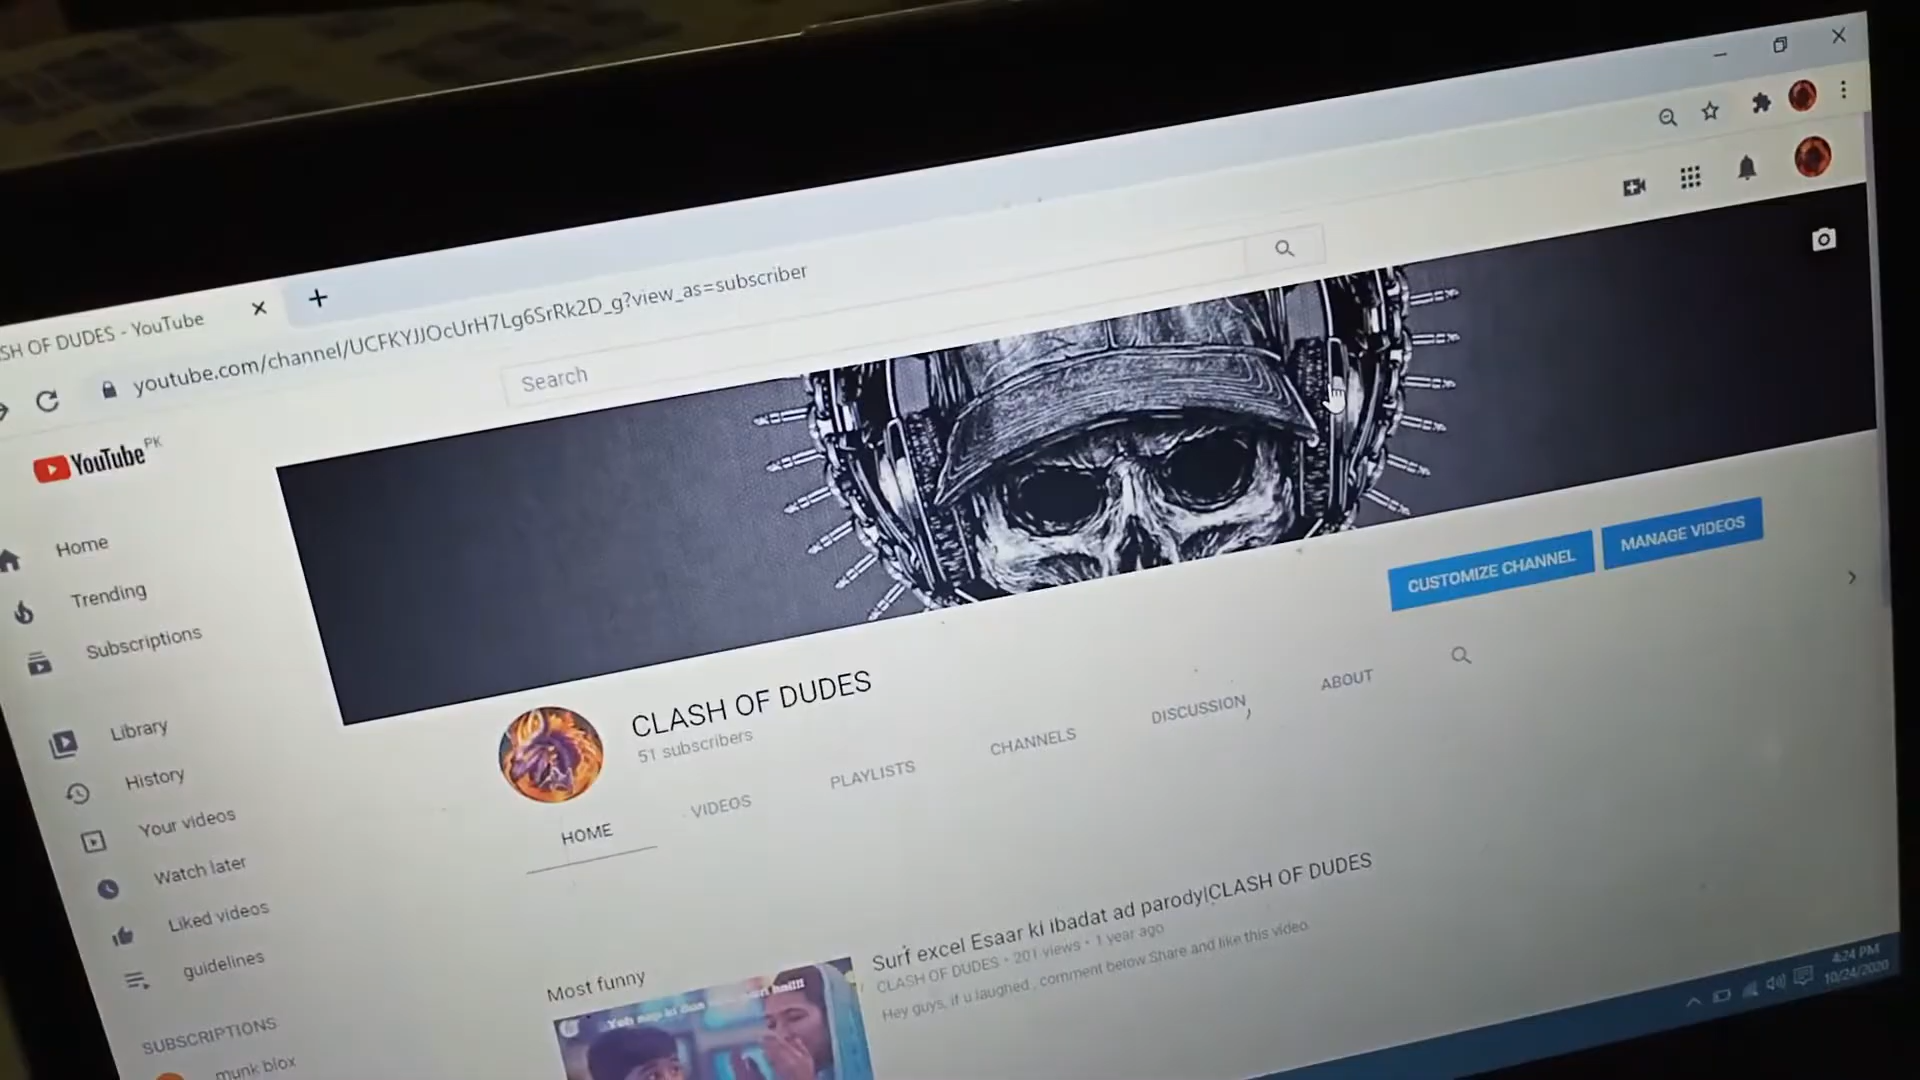 SH OF DUDES - YouTube
youtube.com/channel/UCFKYJJOcUrH7Lg6SrRk2D_g?view_as=subscriber
YouTube PK
Search
Home
Trending
Subscriptions
Library
History
Your videos
Watch later
Liked videos
guidelines
SUBSCRIPTIONS
munk blox
CUSTOMIZE CHANNEL
MANAGE VIDEOS
CLASH OF DUDES
51 subscribers
HOME
VIDEOS
PLAYLISTS
CHANNELS
DISCUSSION
ABOUT
Most funny
Surf excel Esaar ki ibadat ad parody|CLASH OF DUDES
CLASH OF DUDES • 201 views • 1 year ago
Hey guys, if u laughed , comment below.Share and like this video
4:24 PM
10/24/2020